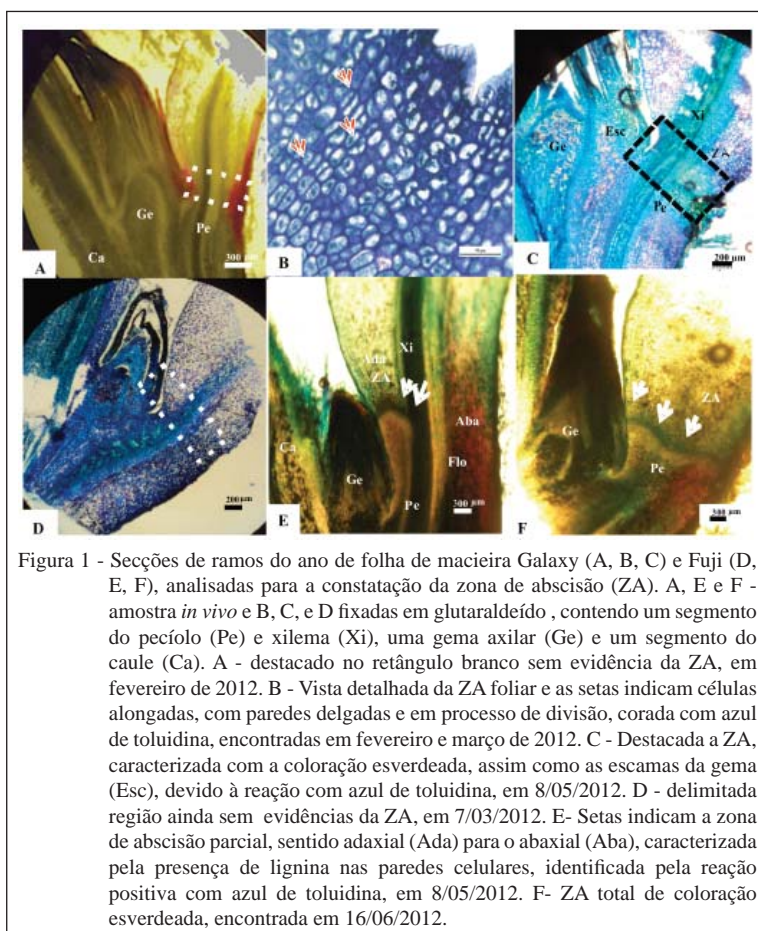 Ge
Pe
Ca
300 µm
A
B
Ge
Esc
Xi
ZA
Pe
200 µm
C
200 µm
D
Ada
ZA
Xi
Ca
Ge
Aba
Flo
Pe
300 µm
E
ZA
Ge
Pe
300 µm
F
Figura 1 - Secções de ramos do ano de folha de macieira Galaxy (A, B, C) e Fuji (D,
E, F), analisadas para a constatação da zona de abscisão (ZA). A, E e F -
amostra in vivo e B, C, e D fixadas em glutaraldeído , contendo um segmento
do pecíolo (Pe) e xilema (Xi), uma gema axilar (Ge) e um segmento do
caule (Ca). A - destacado no retângulo branco sem evidência da ZA, em
fevereiro de 2012. B - Vista detalhada da ZA foliar e as setas indicam células
alongadas, com paredes delgadas e em processo de divisão, corada com azul
de toluidina, encontradas em fevereiro e março de 2012. C - Destacada a ZA,
caracterizada com a coloração esverdeada, assim como as escamas da gema
(Esc), devido à reação com azul de toluidina, em 8/05/2012. D - delimitada
região ainda sem evidências da ZA, em 7/03/2012. E- Setas indicam a zona
de abscisão parcial, sentido adaxial (Ada) para o abaxial (Aba), caracterizada
pela presença de lignina nas paredes celulares, identificada pela reação
positiva com azul de toluidina, em 8/05/2012. F- ZA total de coloração
esverdeada, encontrada em 16/06/2012.